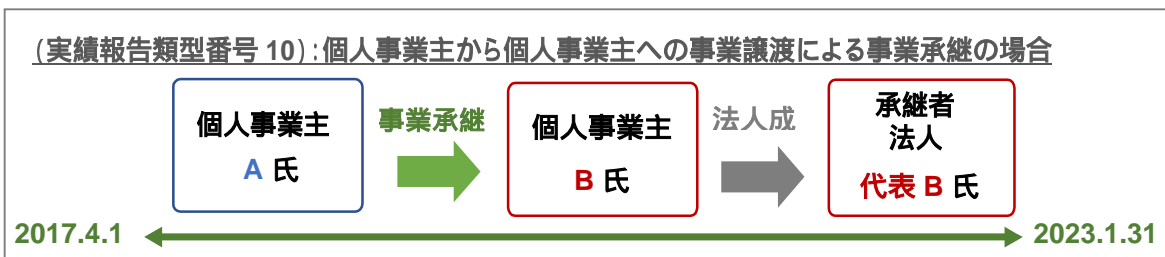 (実績報告類型番号 10):個人事業主から個人事業主への事業譲渡による事業承継の場合
個人事業主
A 氏
事業承継
個人事業主
B 氏
法人成
承継者
法人
代表 B 氏
2017.4.1
2023.1.31